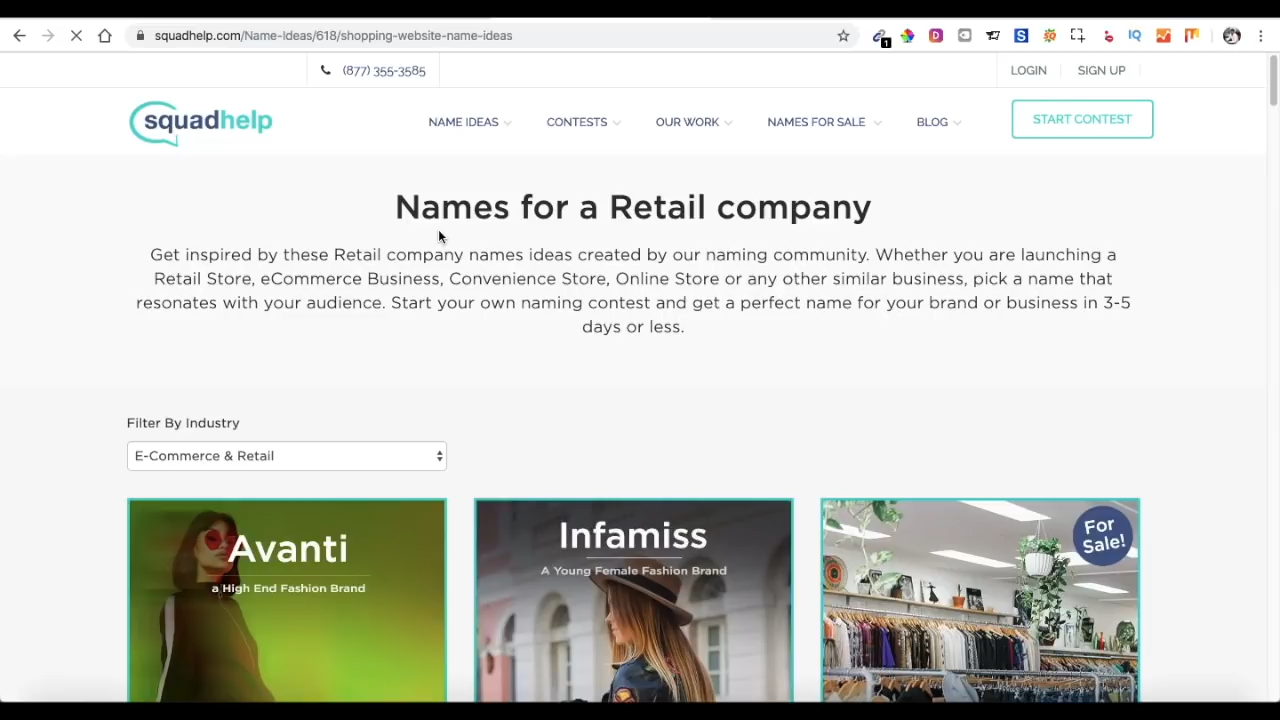 squadhelp.com/Name-ideas/618/shopping-website-name-ideas
1
D
S
IQ
(877) 355-3585
LOGIN
SIGN UP
squadhelp
NAME IDEAS
CONTESTS
OUR WORK
NAMES FOR SALE
BLOG
START CONTEST
Names for a Retail company
Get inspired by these Retail company names ideas created by our naming community. Whether you are launching a
Retail Store, eCommerce Business, Convenience Store, Online Store or any other similar business, pick a name that
resonates with your audience. Start your own naming contest and get a perfect name for your brand or business in 3-5
days or less.
Filter By Industry
E-Commerce & Retail
Avanti
a High End Fashion Brand
Infamiss
A Young Female Fashion Brand
For
Sale!